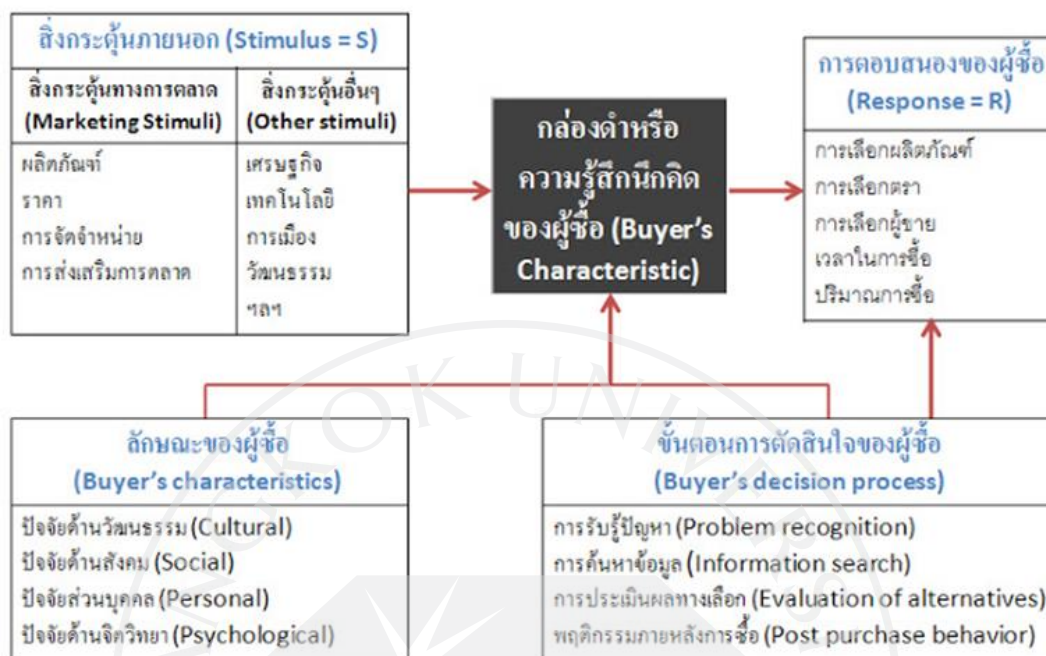 สิ่งกระตุ้นภายนอก (Stimulus = S)
สิ่งกระตุ้นทางการตลาด
(Marketing Stimuli)
สิ่งกระตุ้นอื่นๆ
(Other stimuli)
ผลิตภัณฑ์
ราคา
การจัดจำหน่าย
การส่งเสริมการตลาด
เศรษฐกิจ
เทคโนโลยี
การเมือง
วัฒนธรรม
ฯลฯ
กล่องดำหรือ
ความรู้สึกนึกคิด
ของผู้ซื้อ (Buyer’s
Characteristic)
การตอบสนองของผู้ซื้อ
(Response = R)
การเลือกผลิตภัณฑ์
การเลือกตรา
การเลือกผู้ขาย
เวลาในการซื้อ
ปริมาณการซื้อ
ลักษณะของผู้ซื้อ
(Buyer’s characteristics)
ปัจจัยด้านวัฒนธรรม (Cultural)
ปัจจัยด้านสังคม (Social)
ปัจจัยส่วนบุคคล (Personal)
ปัจจัยด้านจิตวิทยา (Psychological)
ขั้นตอนการตัดสินใจของผู้ซื้อ
(Buyer’s decision process)
การรับรู้ปัญหา (Problem recognition)
การค้นหาข้อมูล (Information search)
การประเมินผลทางเลือก (Evaluation of alternatives)
พฤติกรรมภายหลังการซื้อ (Post purchase behavior)
NGKOK UNIVERS